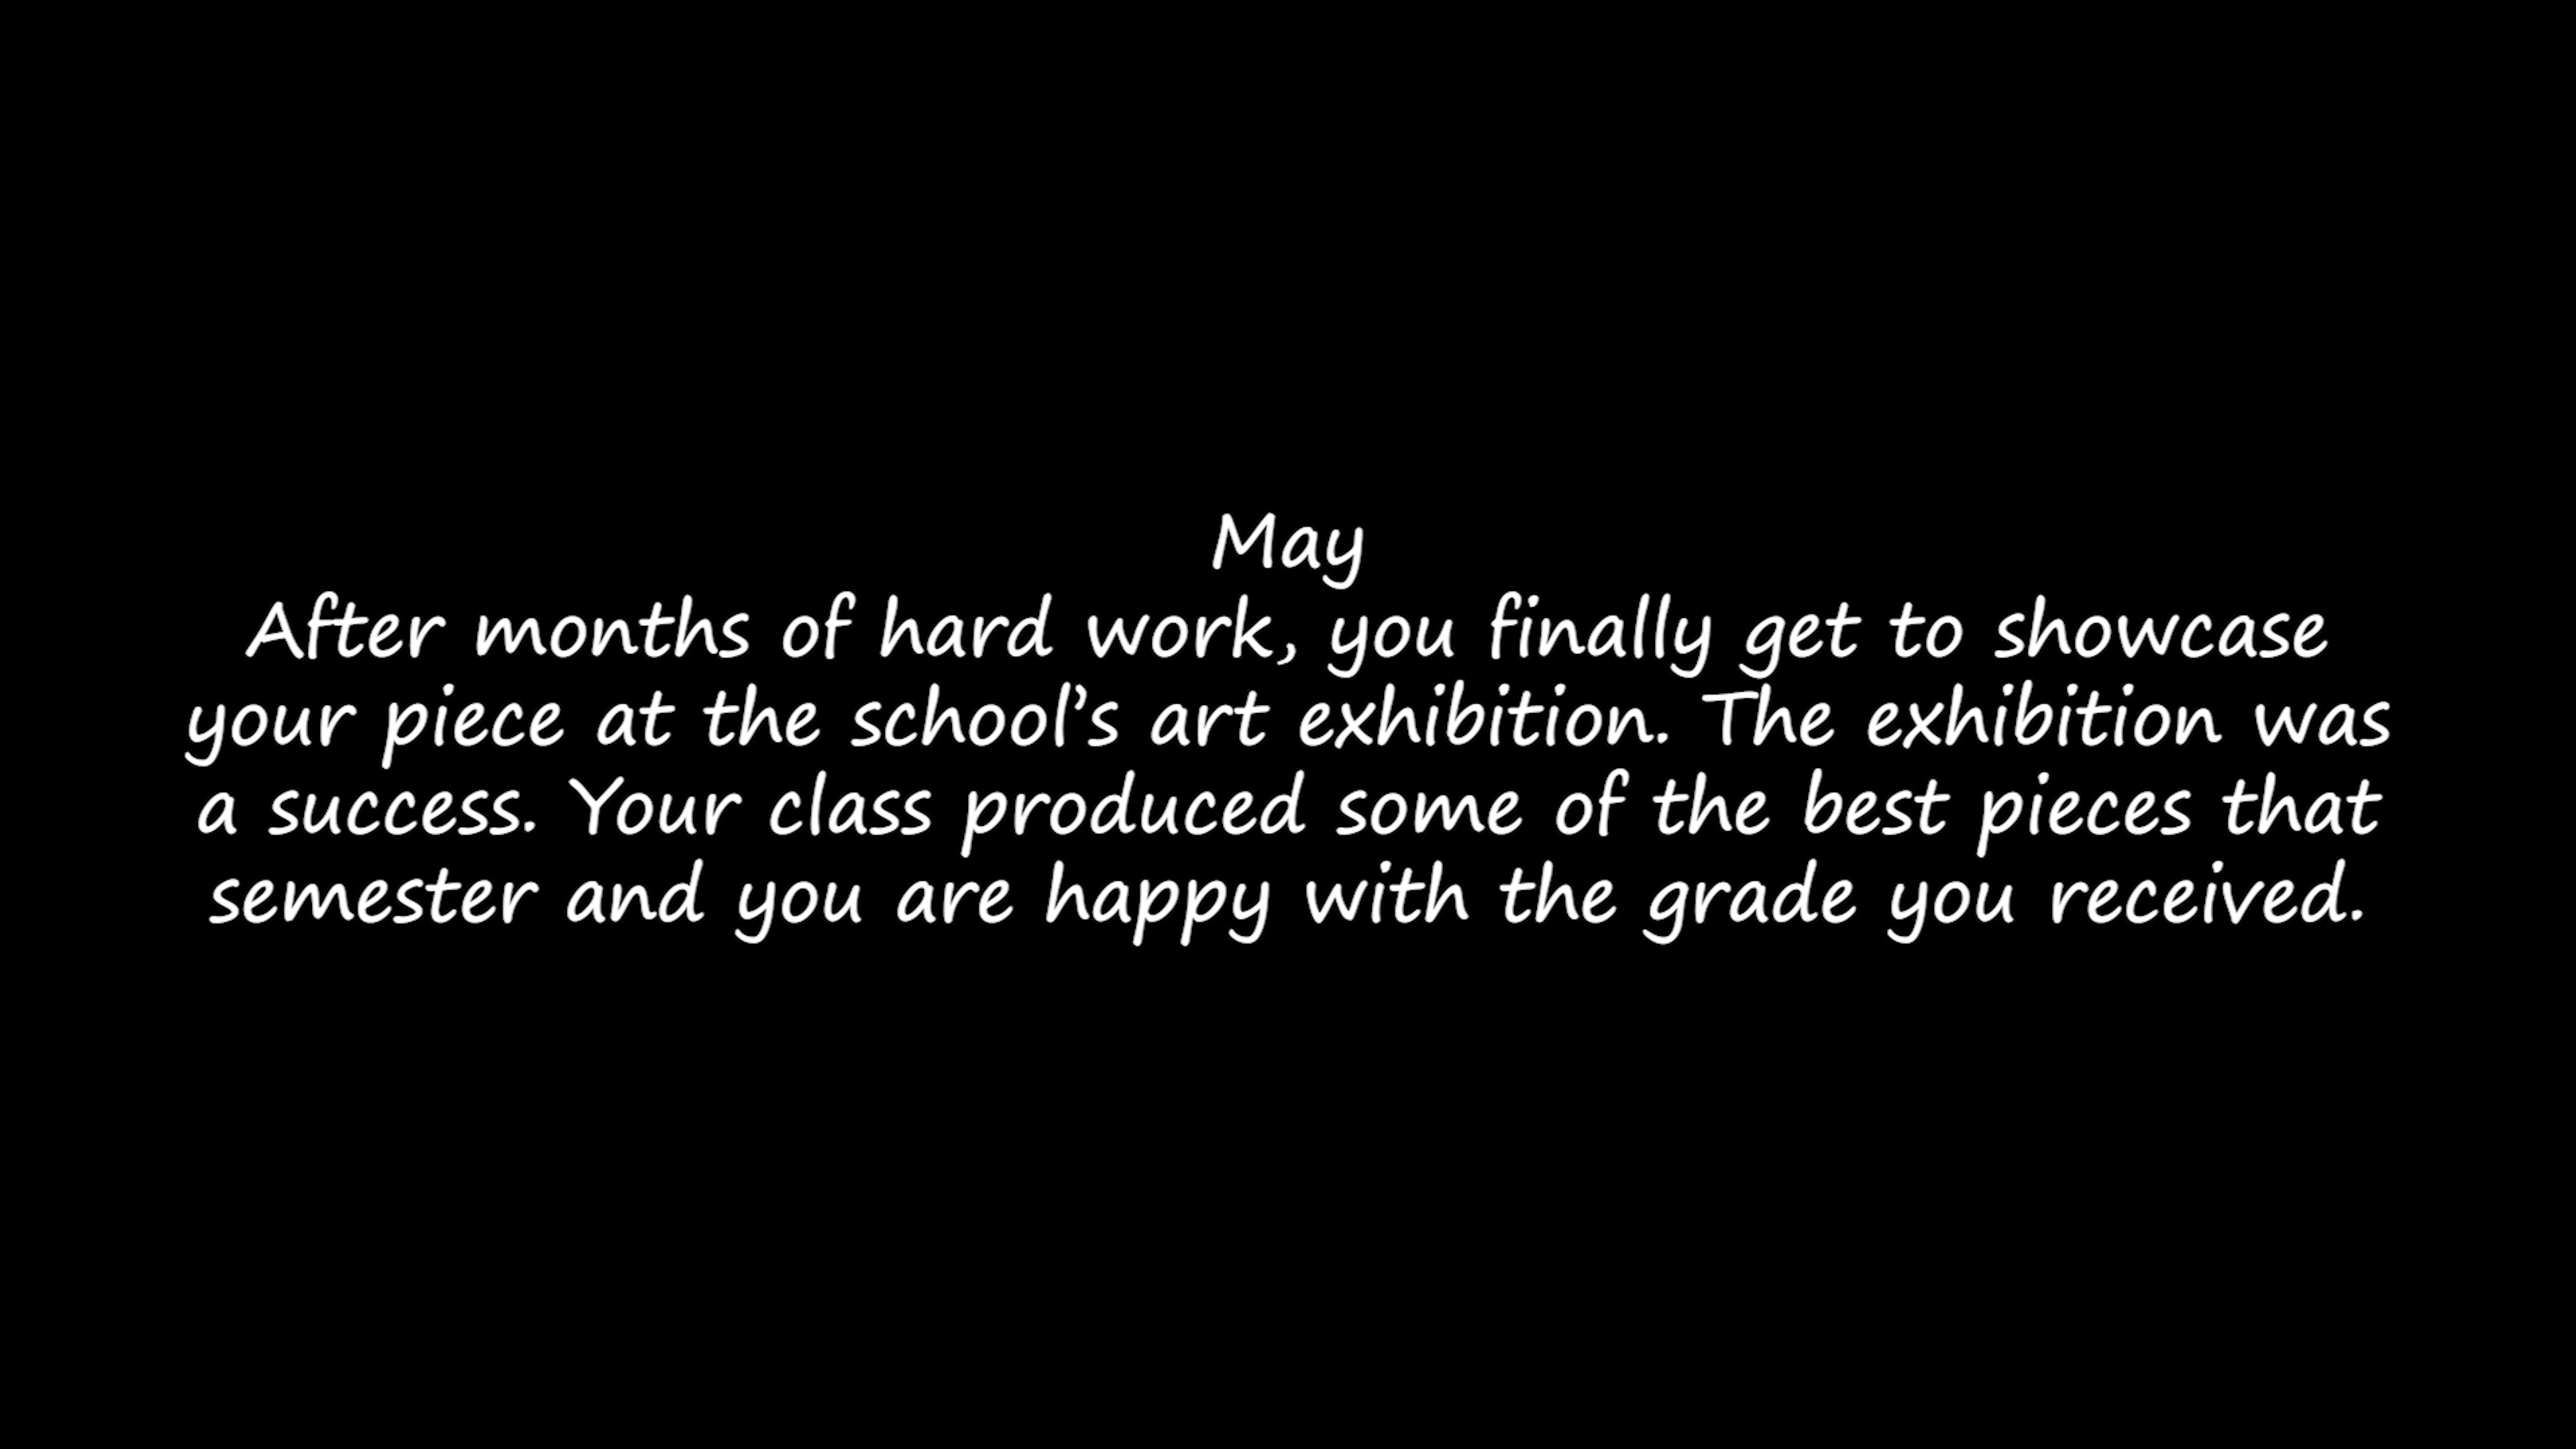 May
After months of hard work, you finally get to showcase
your piece at the school’s art exhibition. The exhibition was
a success. Your class produced some of the best pieces that
semester and you are happy with the grade you received.